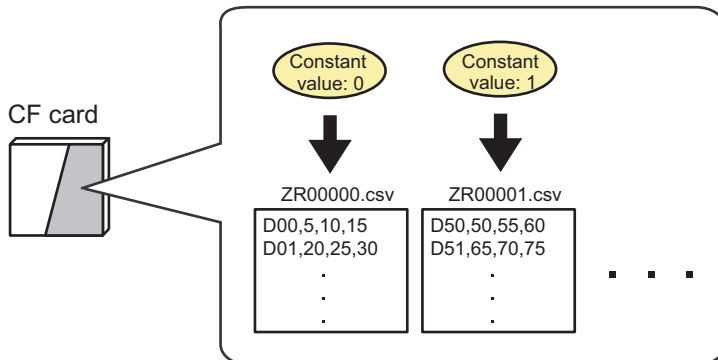 Constant
value: 0
Constant
value: 1
CF card
ZR00000.csv
ZR00001.csv
D00,5,10,15
D01,20,25,30
D50,50,55,60
D51,65,70,75